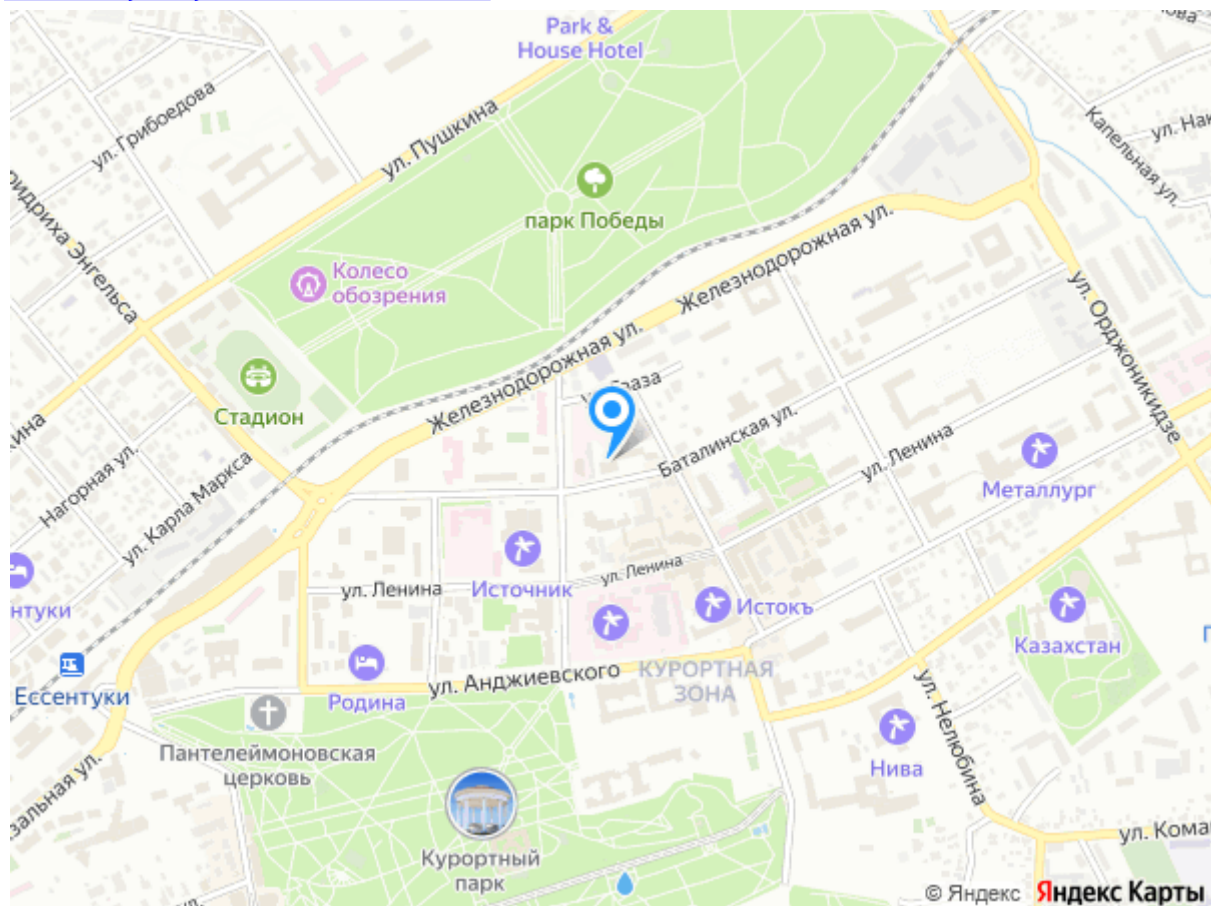 Park &
House Hotel
ул. Грибоедова
ул. Пушкина
Капельная ул.
парк Победы
Железнодорожная ул.
Колесо
обозрения
Стадион
Железнодорожная ул.
ул. Орджоникидзе
Нагорная ул.
ул. Карла Маркса
Баталинская ул.
ул. Ленина
Металлург
Источник
ул. Ленина
ул. Ленина
Истокъ
Казахстан
Ессентуки
Родина
ул. Анджиевского
КУРОРТНАЯ
ЗОНА
ул. Нелюбина
Пантелеймоновская
церковь
Нива
Курортный
парк
© Яндекс Яндекс Карты